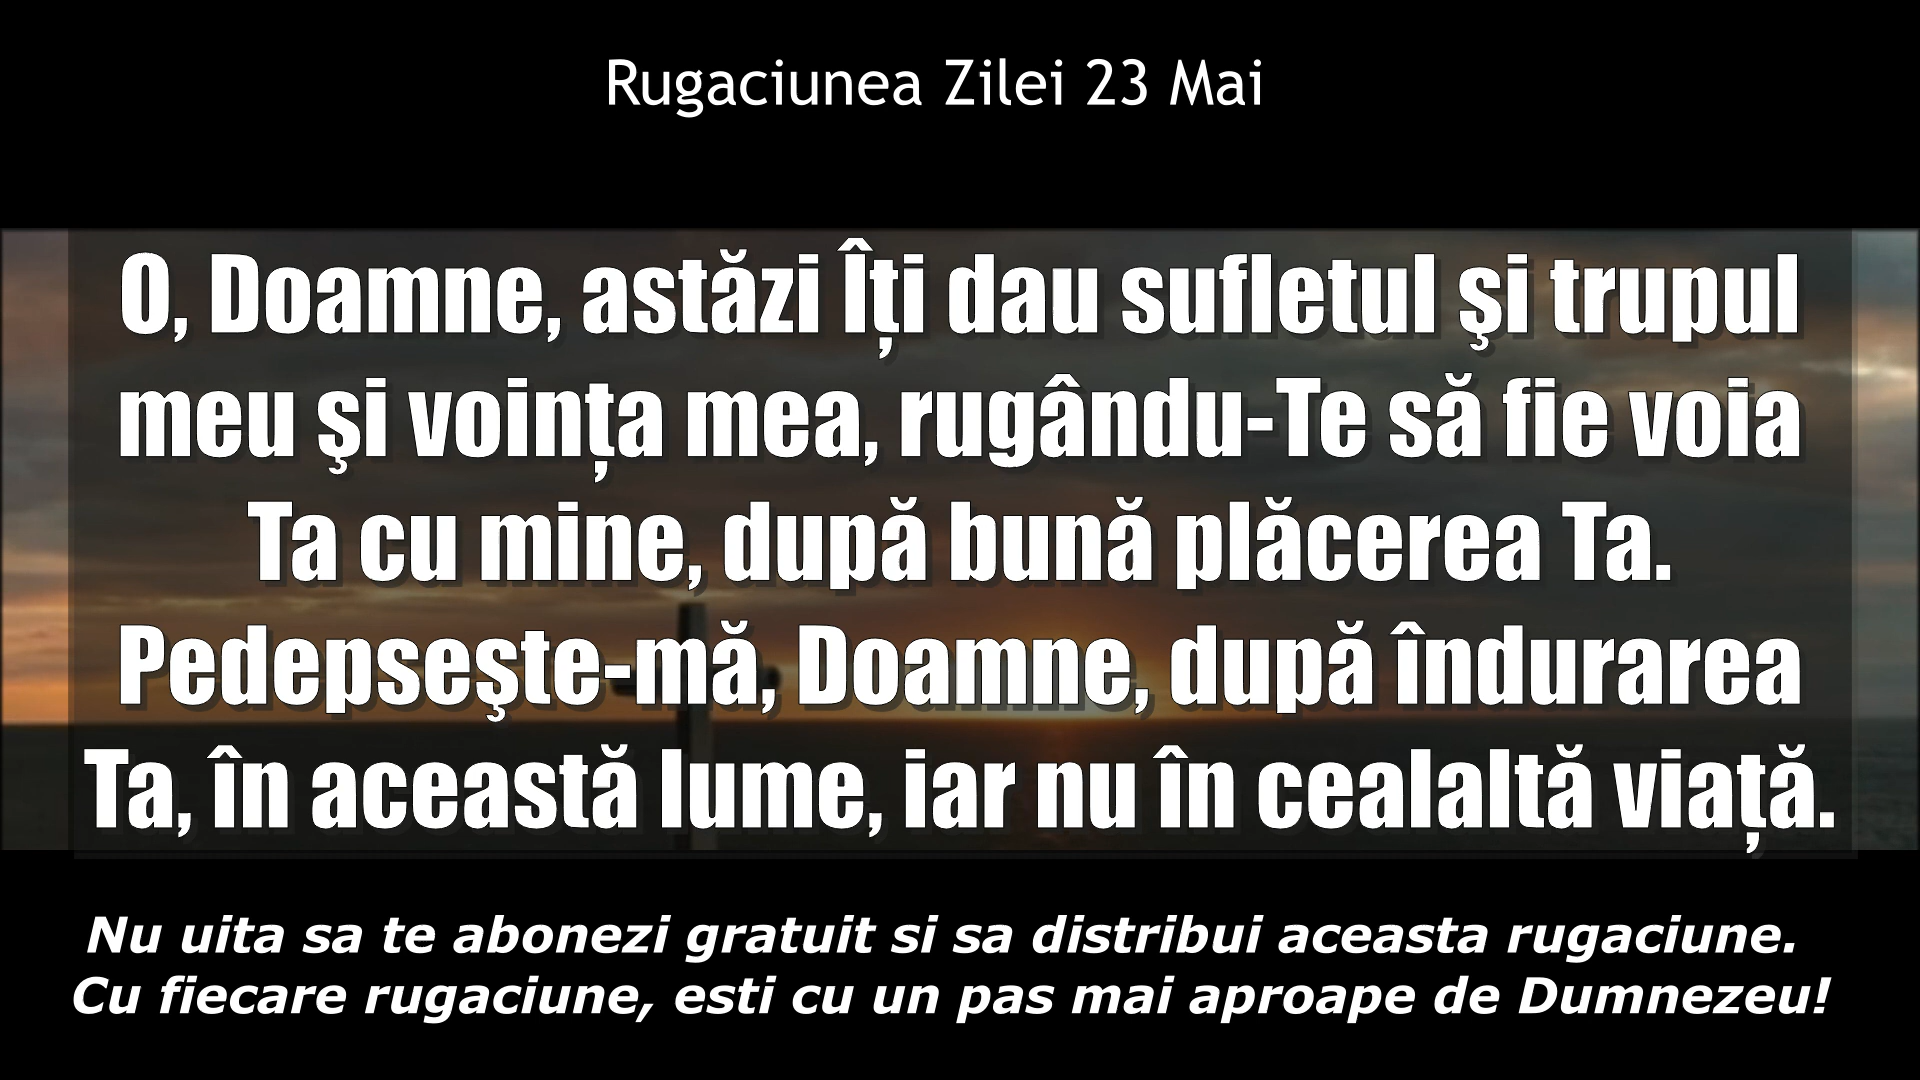 Rugaciunea Zilei 23 Mai
O, Doamne, astăzi Îţi dau sufletul şi trupul
meu şi voinţa mea, rugându-Te să fie voia
Ta cu mine, după bună plăcerea Ta.
Pedepseşte-mă, Doamne, după îndurarea
Ta, în această lume, iar nu în cealaltă viaţă.
Nu uita sa te abonezi gratuit si sa distribui aceasta rugaciune.
Cu fiecare rugaciune, esti cu un pas mai aproape de Dumnezeu!